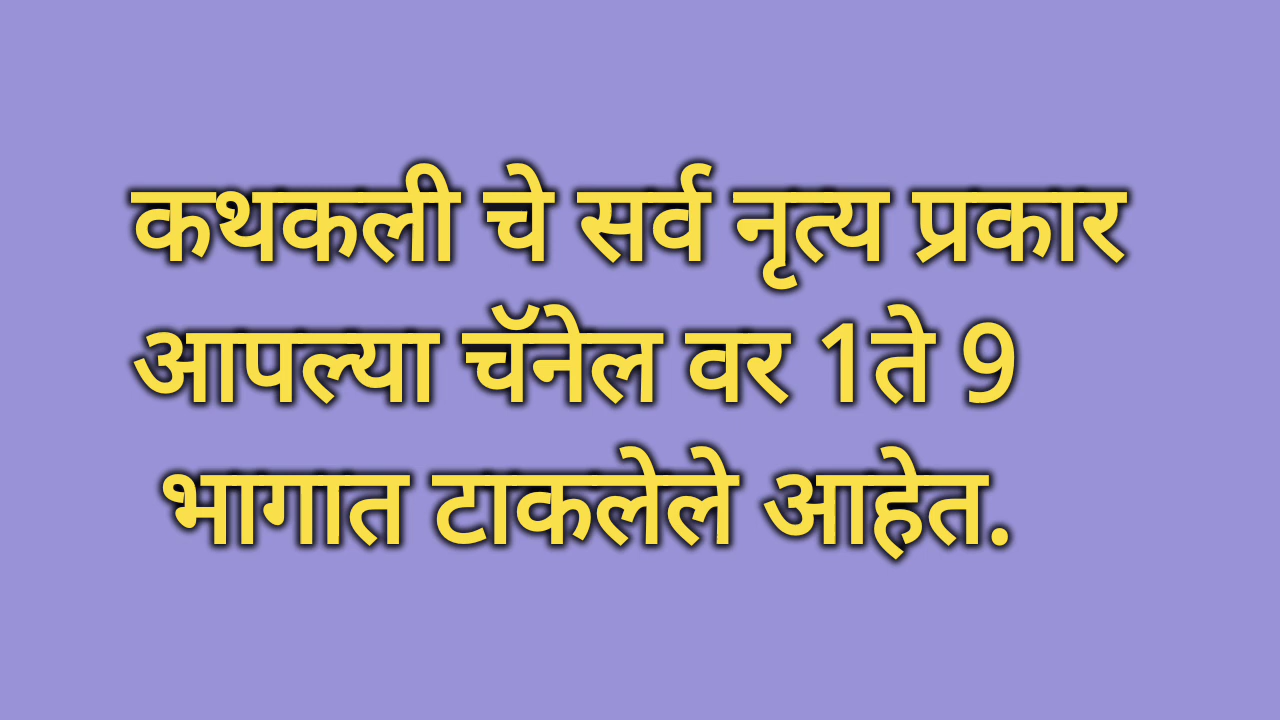 कथकली चे सर्व नृत्य प्रकार
आपल्या चॅनेल वर 1ते 9
भागात टाकलेले आहेत.